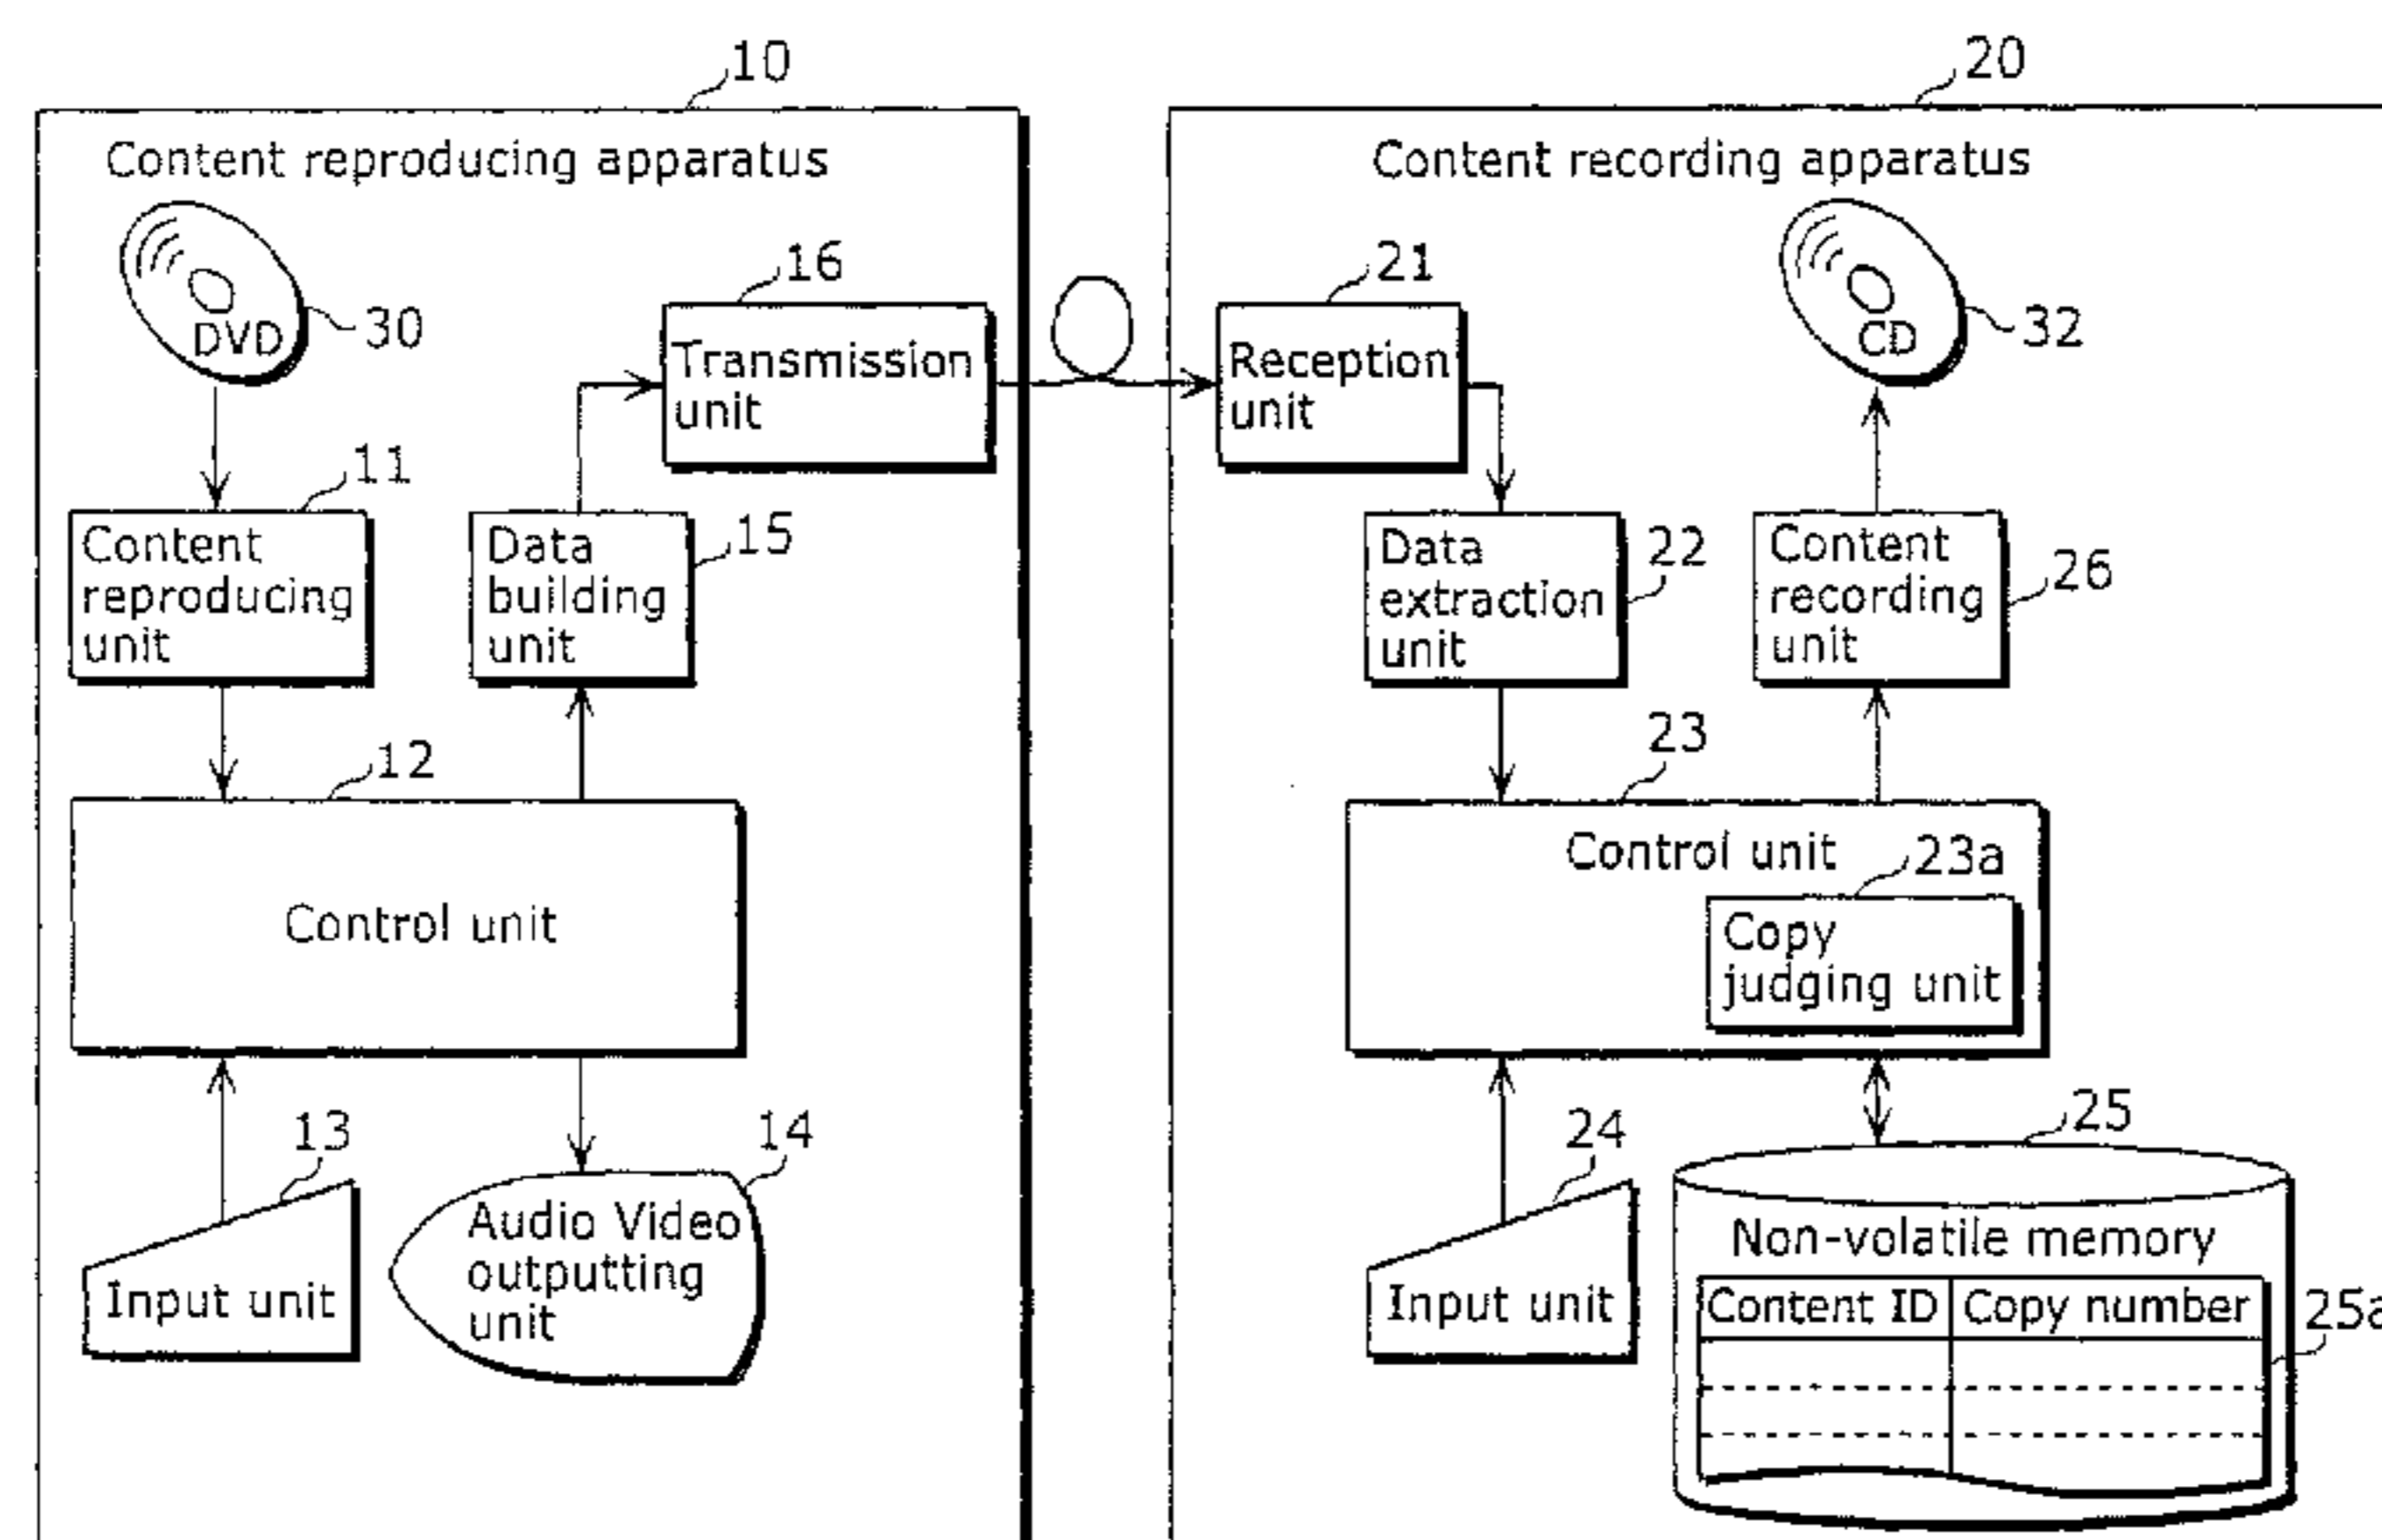 10
Content reproducing apparatus
DVD
30
16
Transmission
unit
11
Content
reproducing
unit
15
Data
building
unit
12
Control unit
13
Input unit
14
Audio Video
outputting
unit
20
Content recording apparatus
21
Reception
unit
CD
32
22
Data
extraction
unit
26
Content
recording
unit
23
Control unit
23a
Copy
judging unit
24
Input unit
25
Non-volatile memory
Content ID Copy number
25a